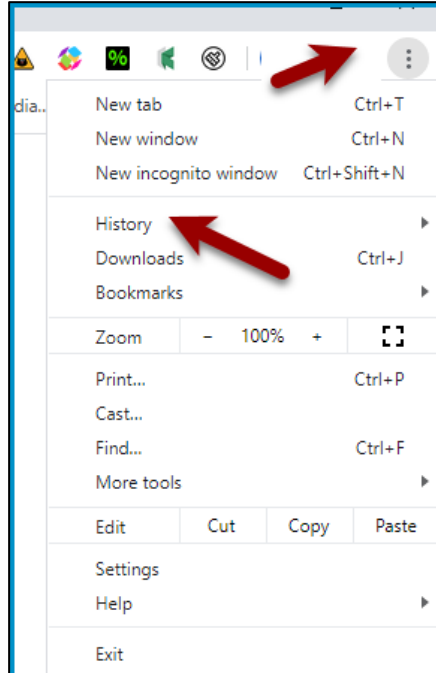 %
dia..
New tab Ctrl+T
New window Ctrl+N
New incognito window Ctrl+Shift+N
History
Downloads Ctrl+J
Bookmarks
Zoom - 100% +
Print... Ctrl+P
Cast...
Find... Ctrl+F
More tools
Edit Cut Copy Paste
Settings
Help
Exit